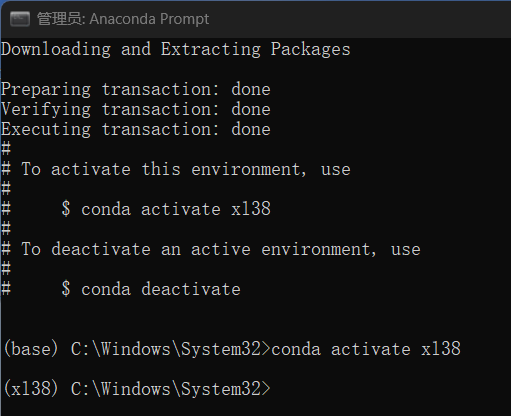 管理员: Anaconda Prompt
Downloading and Extracting Packages
Preparing transaction: done
Verifying transaction: done
Executing transaction: done
#
# To activate this environment, use
#
#     $ conda activate xl38
#
# To deactivate an active environment, use
#
#     $ conda deactivate
(base) C:\Windows\System32>conda activate xl38
(xl38) C:\Windows\System32>